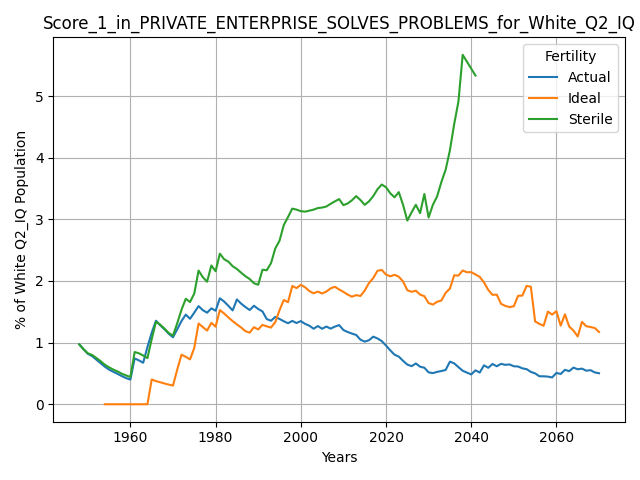 Score_1_in_PRIVATE_ENTERPRISE_SOLVES_PROBLEMS_for_White_Q2_IQ
Fertility
Actual
Ideal
Sterile
% of White Q2_IQ Population
5
4
3
2
1
0
1960
1980
2000
2020
2040
2060
Years